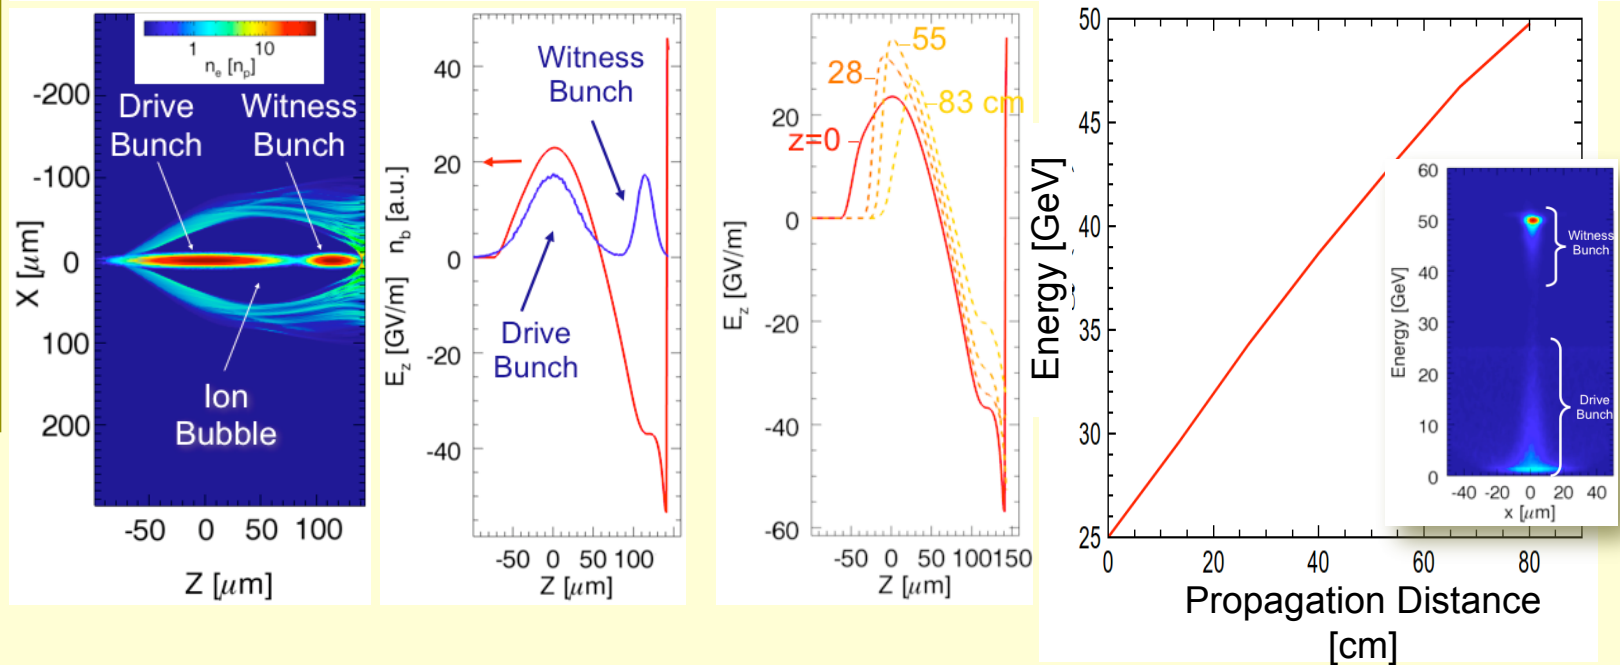 1 10
n_e [n_p]
Drive
Bunch
Witness
Bunch
Ion
Bubble
-200
-100
0
100
200
X [μm]
-50 0 50 100
Z [μm]
Witness
Bunch
Drive
Bunch
40
20
0
-20
-40
E_z [GV/m] n_b [a.u.]
-50 0 50 100
Z [μm]
55
28
83 cm
z=0
20
0
-20
-40
-60
E_z [GV/m]
-50 0 50 100 150
Z [μm]
50
45
40
35
30
25
Energy [GeV]
0 20 40 60 80
Propagation Distance
[cm]
60
50
40
30
20
10
0
Energy [GeV]
Witness
Bunch
Drive
Bunch
-40 -20 0 20 40
x [μm]